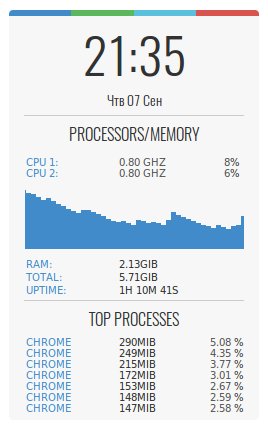 21:35
Чтв 07 Сен
PROCESSORS/MEMORY
CPU 1: 0.80 GHZ 8%
CPU 2: 0.80 GHZ 6%
RAM: 2.13GIB
TOTAL: 5.71GIB
UPTIME: 1H 10M 41S
TOP PROCESSES
CHROME 290MIB 5.08 %
CHROME 249MIB 4.35 %
CHROME 215MIB 3.77 %
CHROME 172MIB 3.01 %
CHROME 153MIB 2.67 %
CHROME 148MIB 2.59 %
CHROME 147MIB 2.58 %